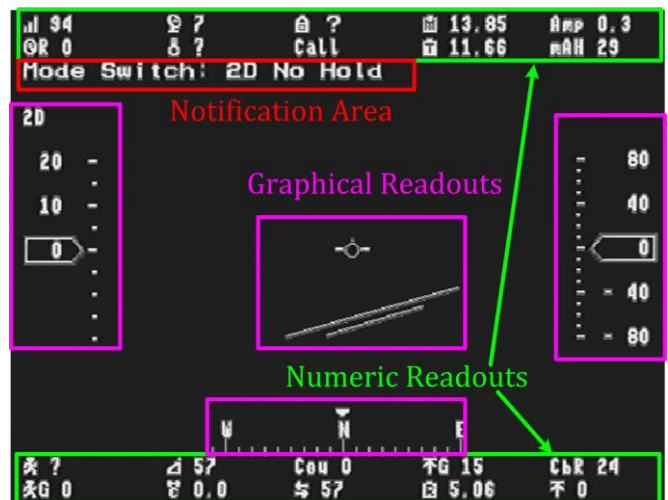 94 7 ? 13.85 Amp 0.3
R 0 ? Call 11.66 mAH 29
Mode Switch: 2D No Hold
Notification Area
2D
20 80
Graphical Readouts
10 40
0 0
40
80
Numeric Readouts
W N E
? 57 Cou 0 G 15 CbR 24
G 0 0.0 57 5.06 0